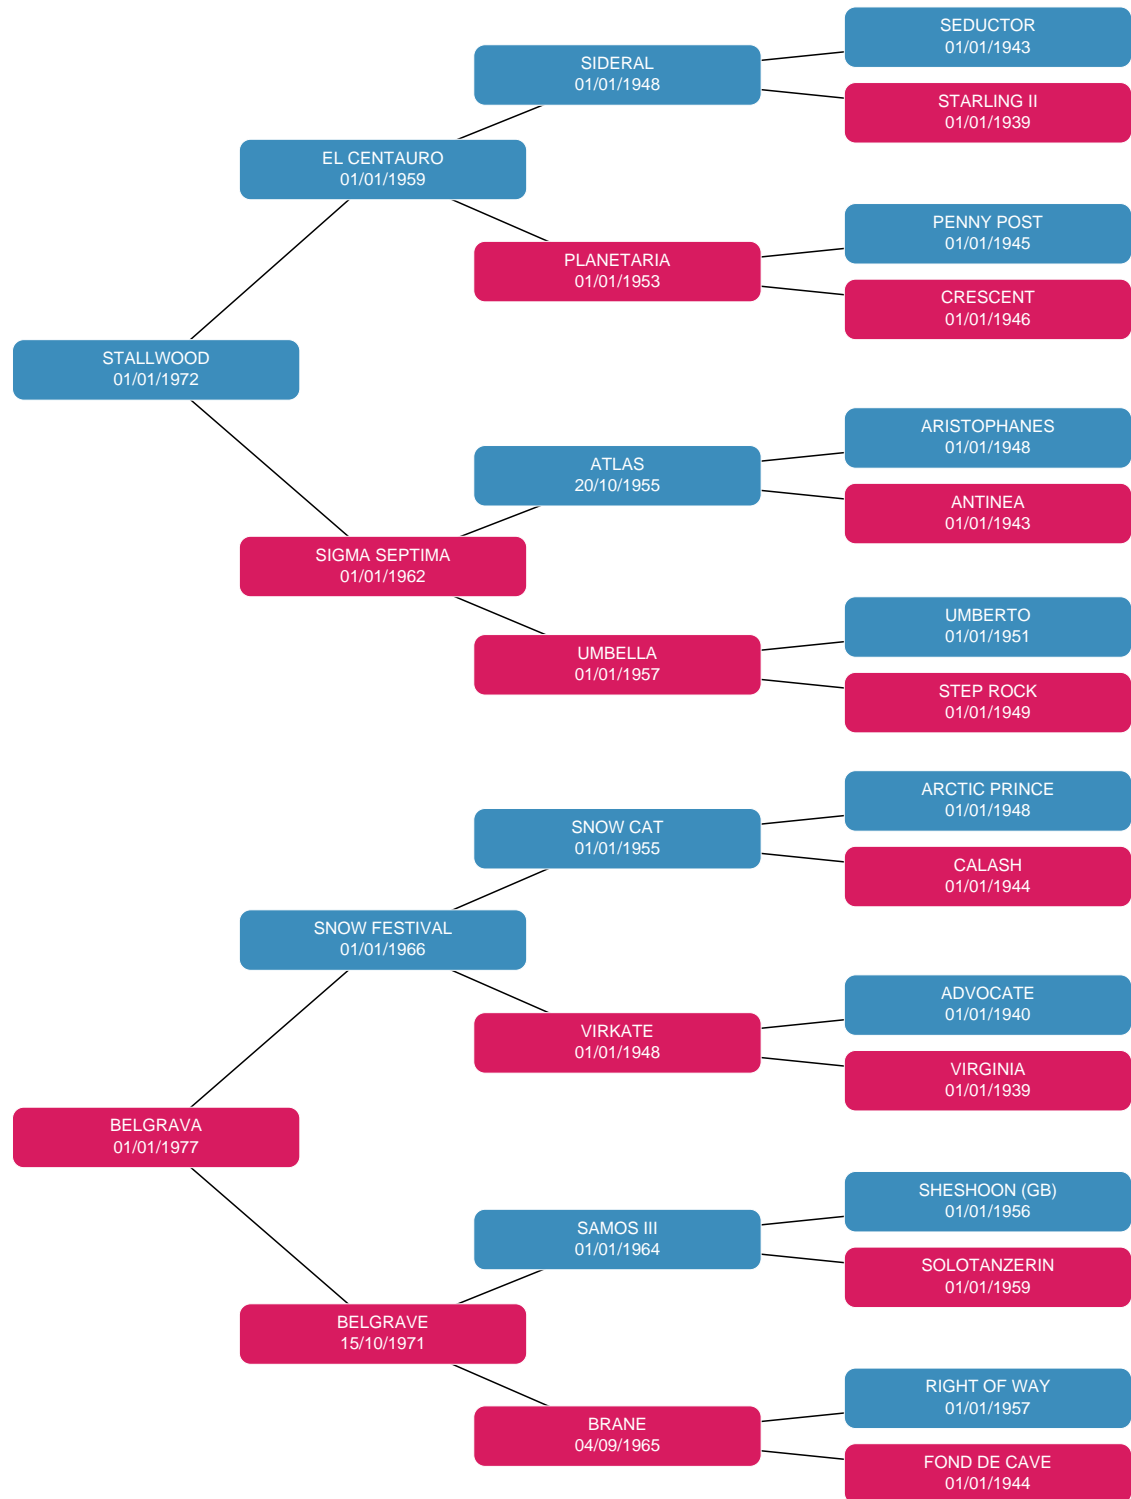 SEDUCTOR
01/01/1943
SIDERAL
01/01/1948
STARLING II
01/01/1939
EL CENTAURO
01/01/1959
PENNY POST
01/01/1945
PLANETARIA
01/01/1953
CRESCENT
01/01/1946
STALLWOOD
01/01/1972
ARISTOPHANES
01/01/1948
ATLAS
20/10/1955
ANTINEA
01/01/1943
SIGMA SEPTIMA
01/01/1962
UMBERTO
01/01/1951
UMBELLA
01/01/1957
STEP ROCK
01/01/1949
ARCTIC PRINCE
01/01/1948
SNOW CAT
01/01/1955
CALASH
01/01/1944
SNOW FESTIVAL
01/01/1966
ADVOCATE
01/01/1940
VIRKATE
01/01/1948
VIRGINIA
01/01/1939
BELGRAVA
01/01/1977
SHESHOON (GB)
01/01/1956
SAMOS III
01/01/1964
SOLOTANZERIN
01/01/1959
BELGRAVE
15/10/1971
RIGHT OF WAY
01/01/1957
BRANE
04/09/1965
FOND DE CAVE
01/01/1944